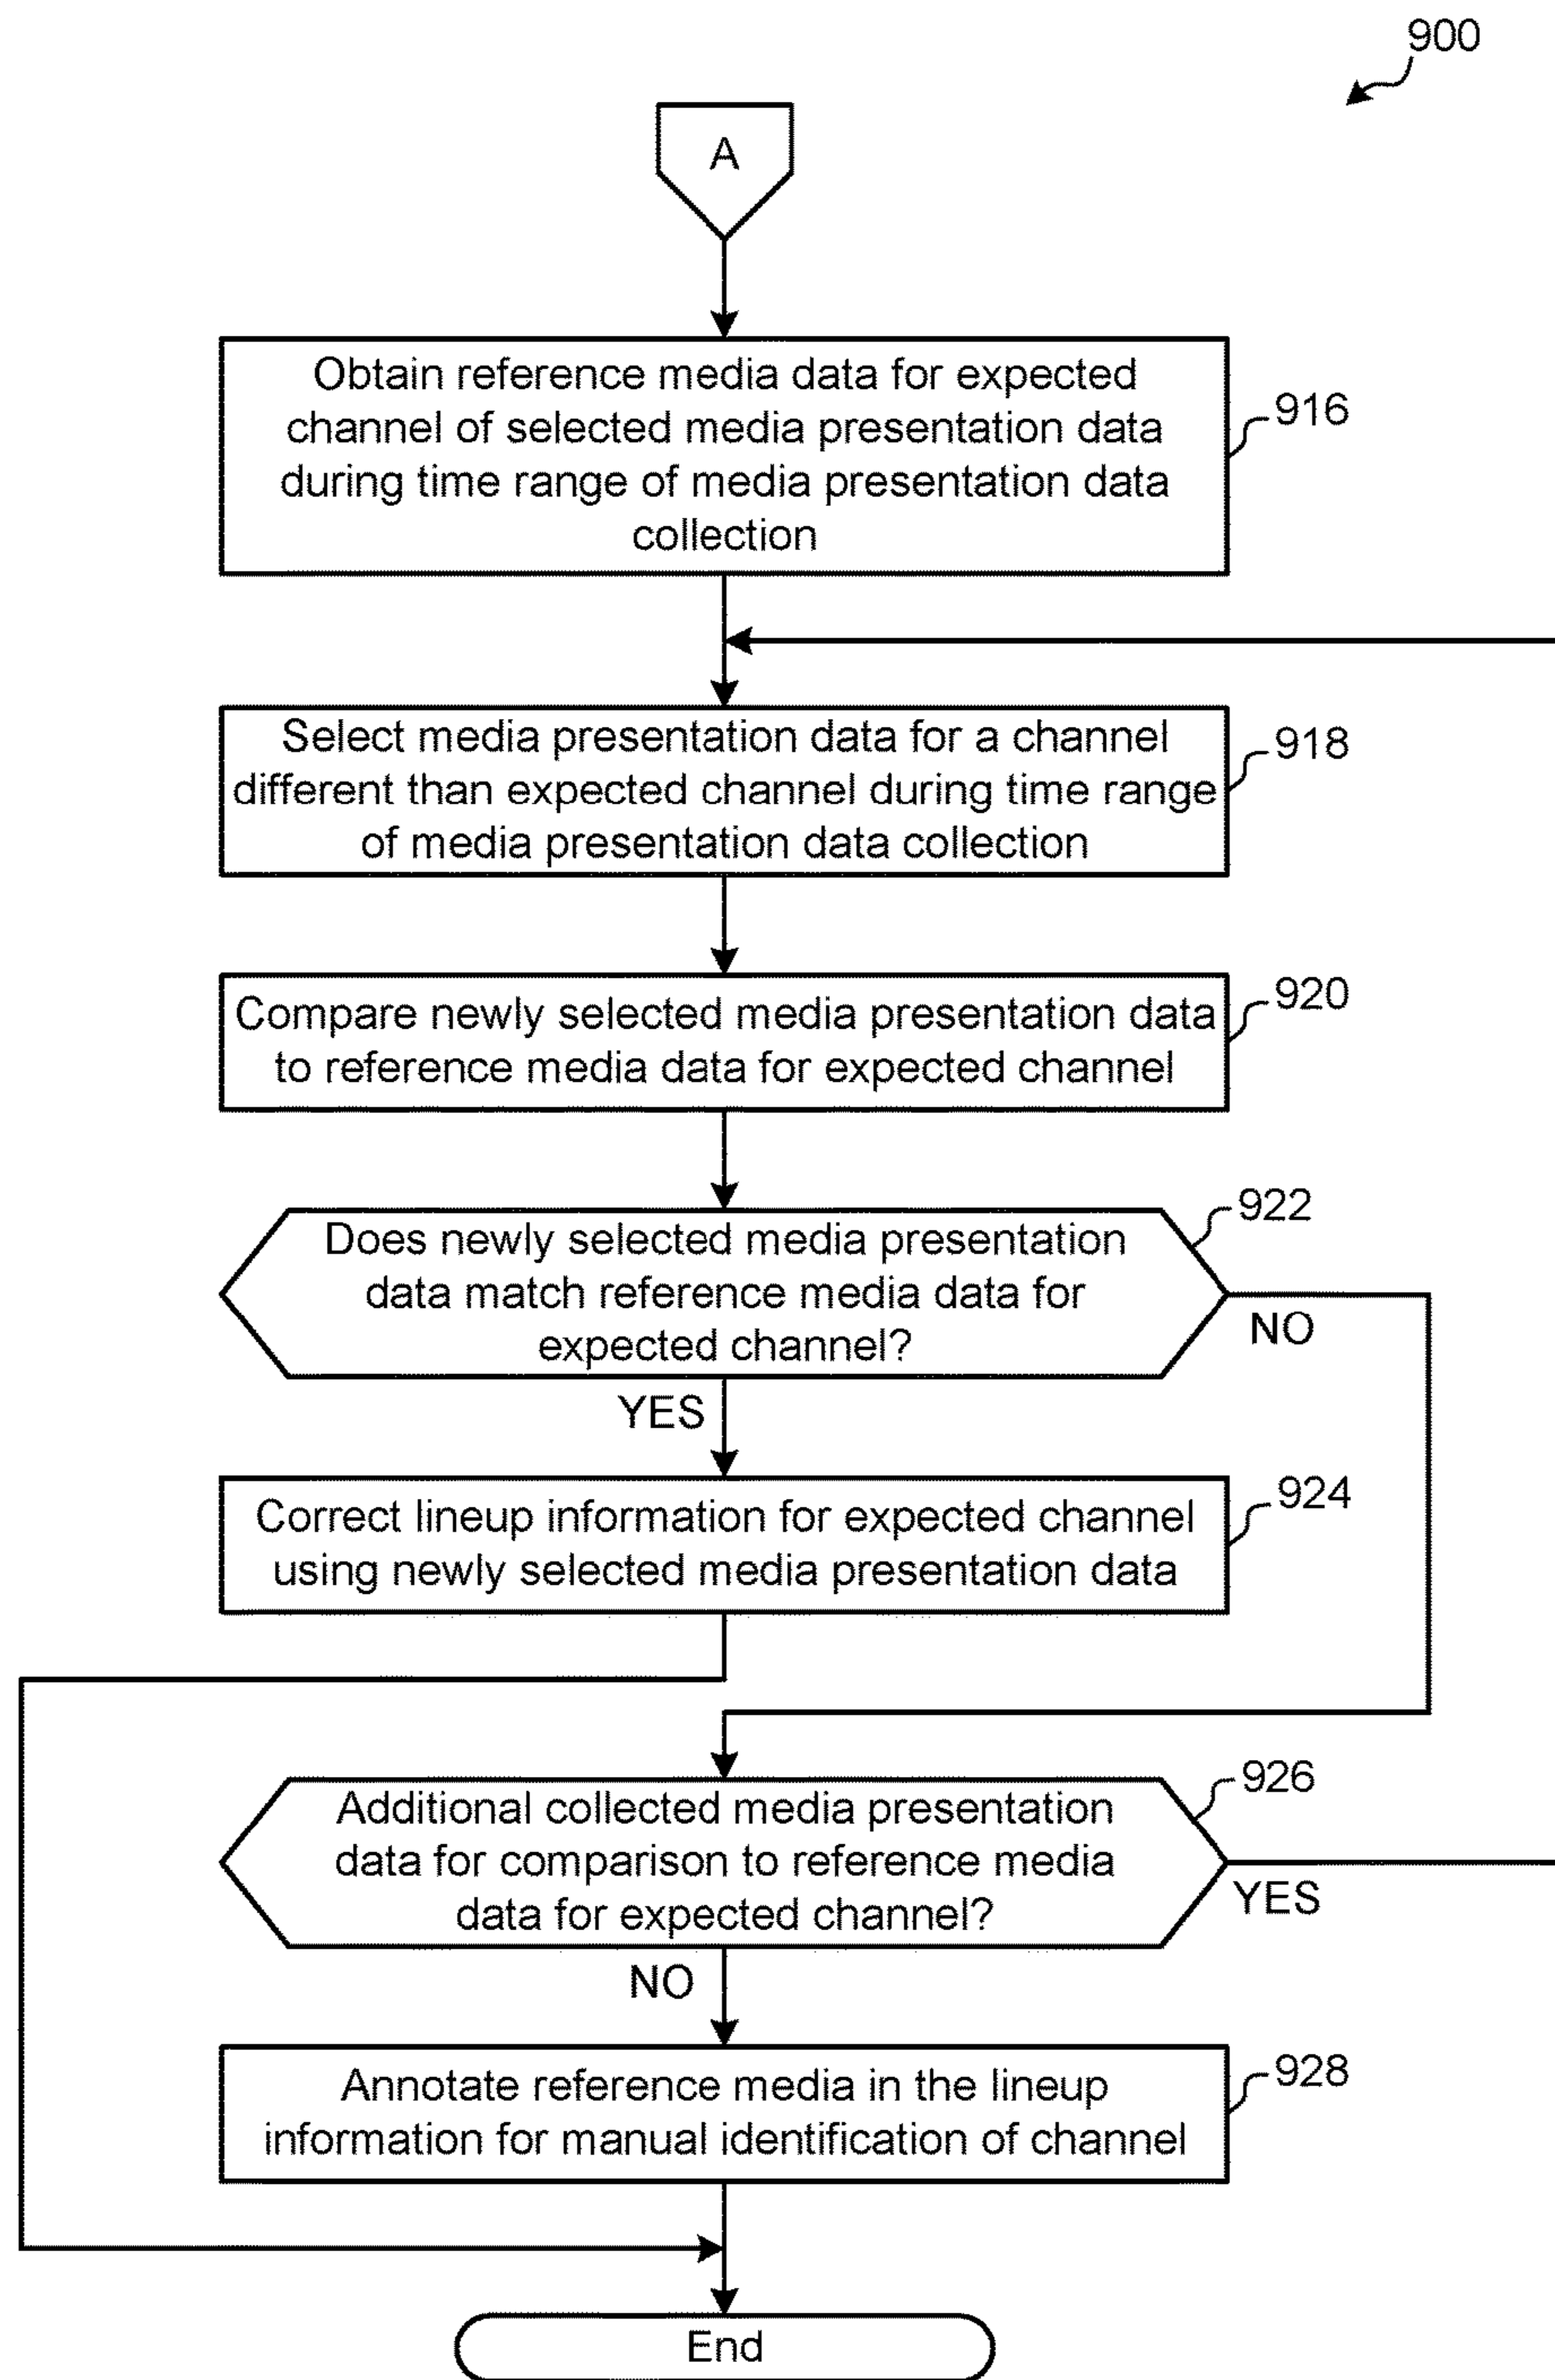 900
A
Obtain reference media data for expected
channel of selected media presentation data
during time range of media presentation data
collection
916
Select media presentation data for a channel
different than expected channel during time range
of media presentation data collection
918
Compare newly selected media presentation data
to reference media data for expected channel
920
Does newly selected media presentation
data match reference media data for
expected channel?
922
NO
YES
Correct lineup information for expected channel
using newly selected media presentation data
924
Additional collected media presentation
data for comparison to reference media
data for expected channel?
926
YES
NO
Annotate reference media in the lineup
information for manual identification of channel
928
End